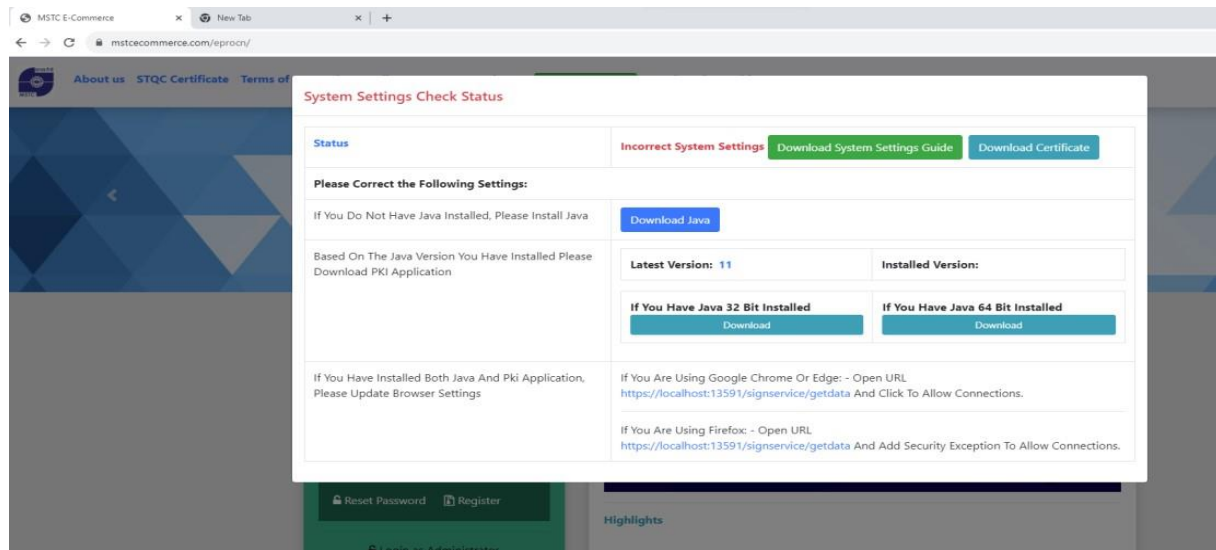 MSTC E-Commerce
New Tab
mstcecommerce.com/eprocn/
About us STQC Certificate Terms of
System Settings Check Status
Status
Incorrect System Settings Download System Settings Guide Download Certificate
Please Correct the Following Settings:
If You Do Not Have Java Installed, Please Install Java
Download Java
Based On The Java Version You Have Installed Please
Download PKI Application
Latest Version: 11
Installed Version:
If You Have Java 32 Bit Installed
Download
If You Have Java 64 Bit Installed
Download
If You Have Installed Both Java And Pki Application,
Please Update Browser Settings
If You Are Using Google Chrome Or Edge: - Open URL
https://localhost:13591/signservice/getdata And Click To Allow Connections.
If You Are Using Firefox: - Open URL
https://localhost:13591/signservice/getdata And Add Security Exception To Allow Connections.
Reset Password Register
Highlights
Login as Administrator